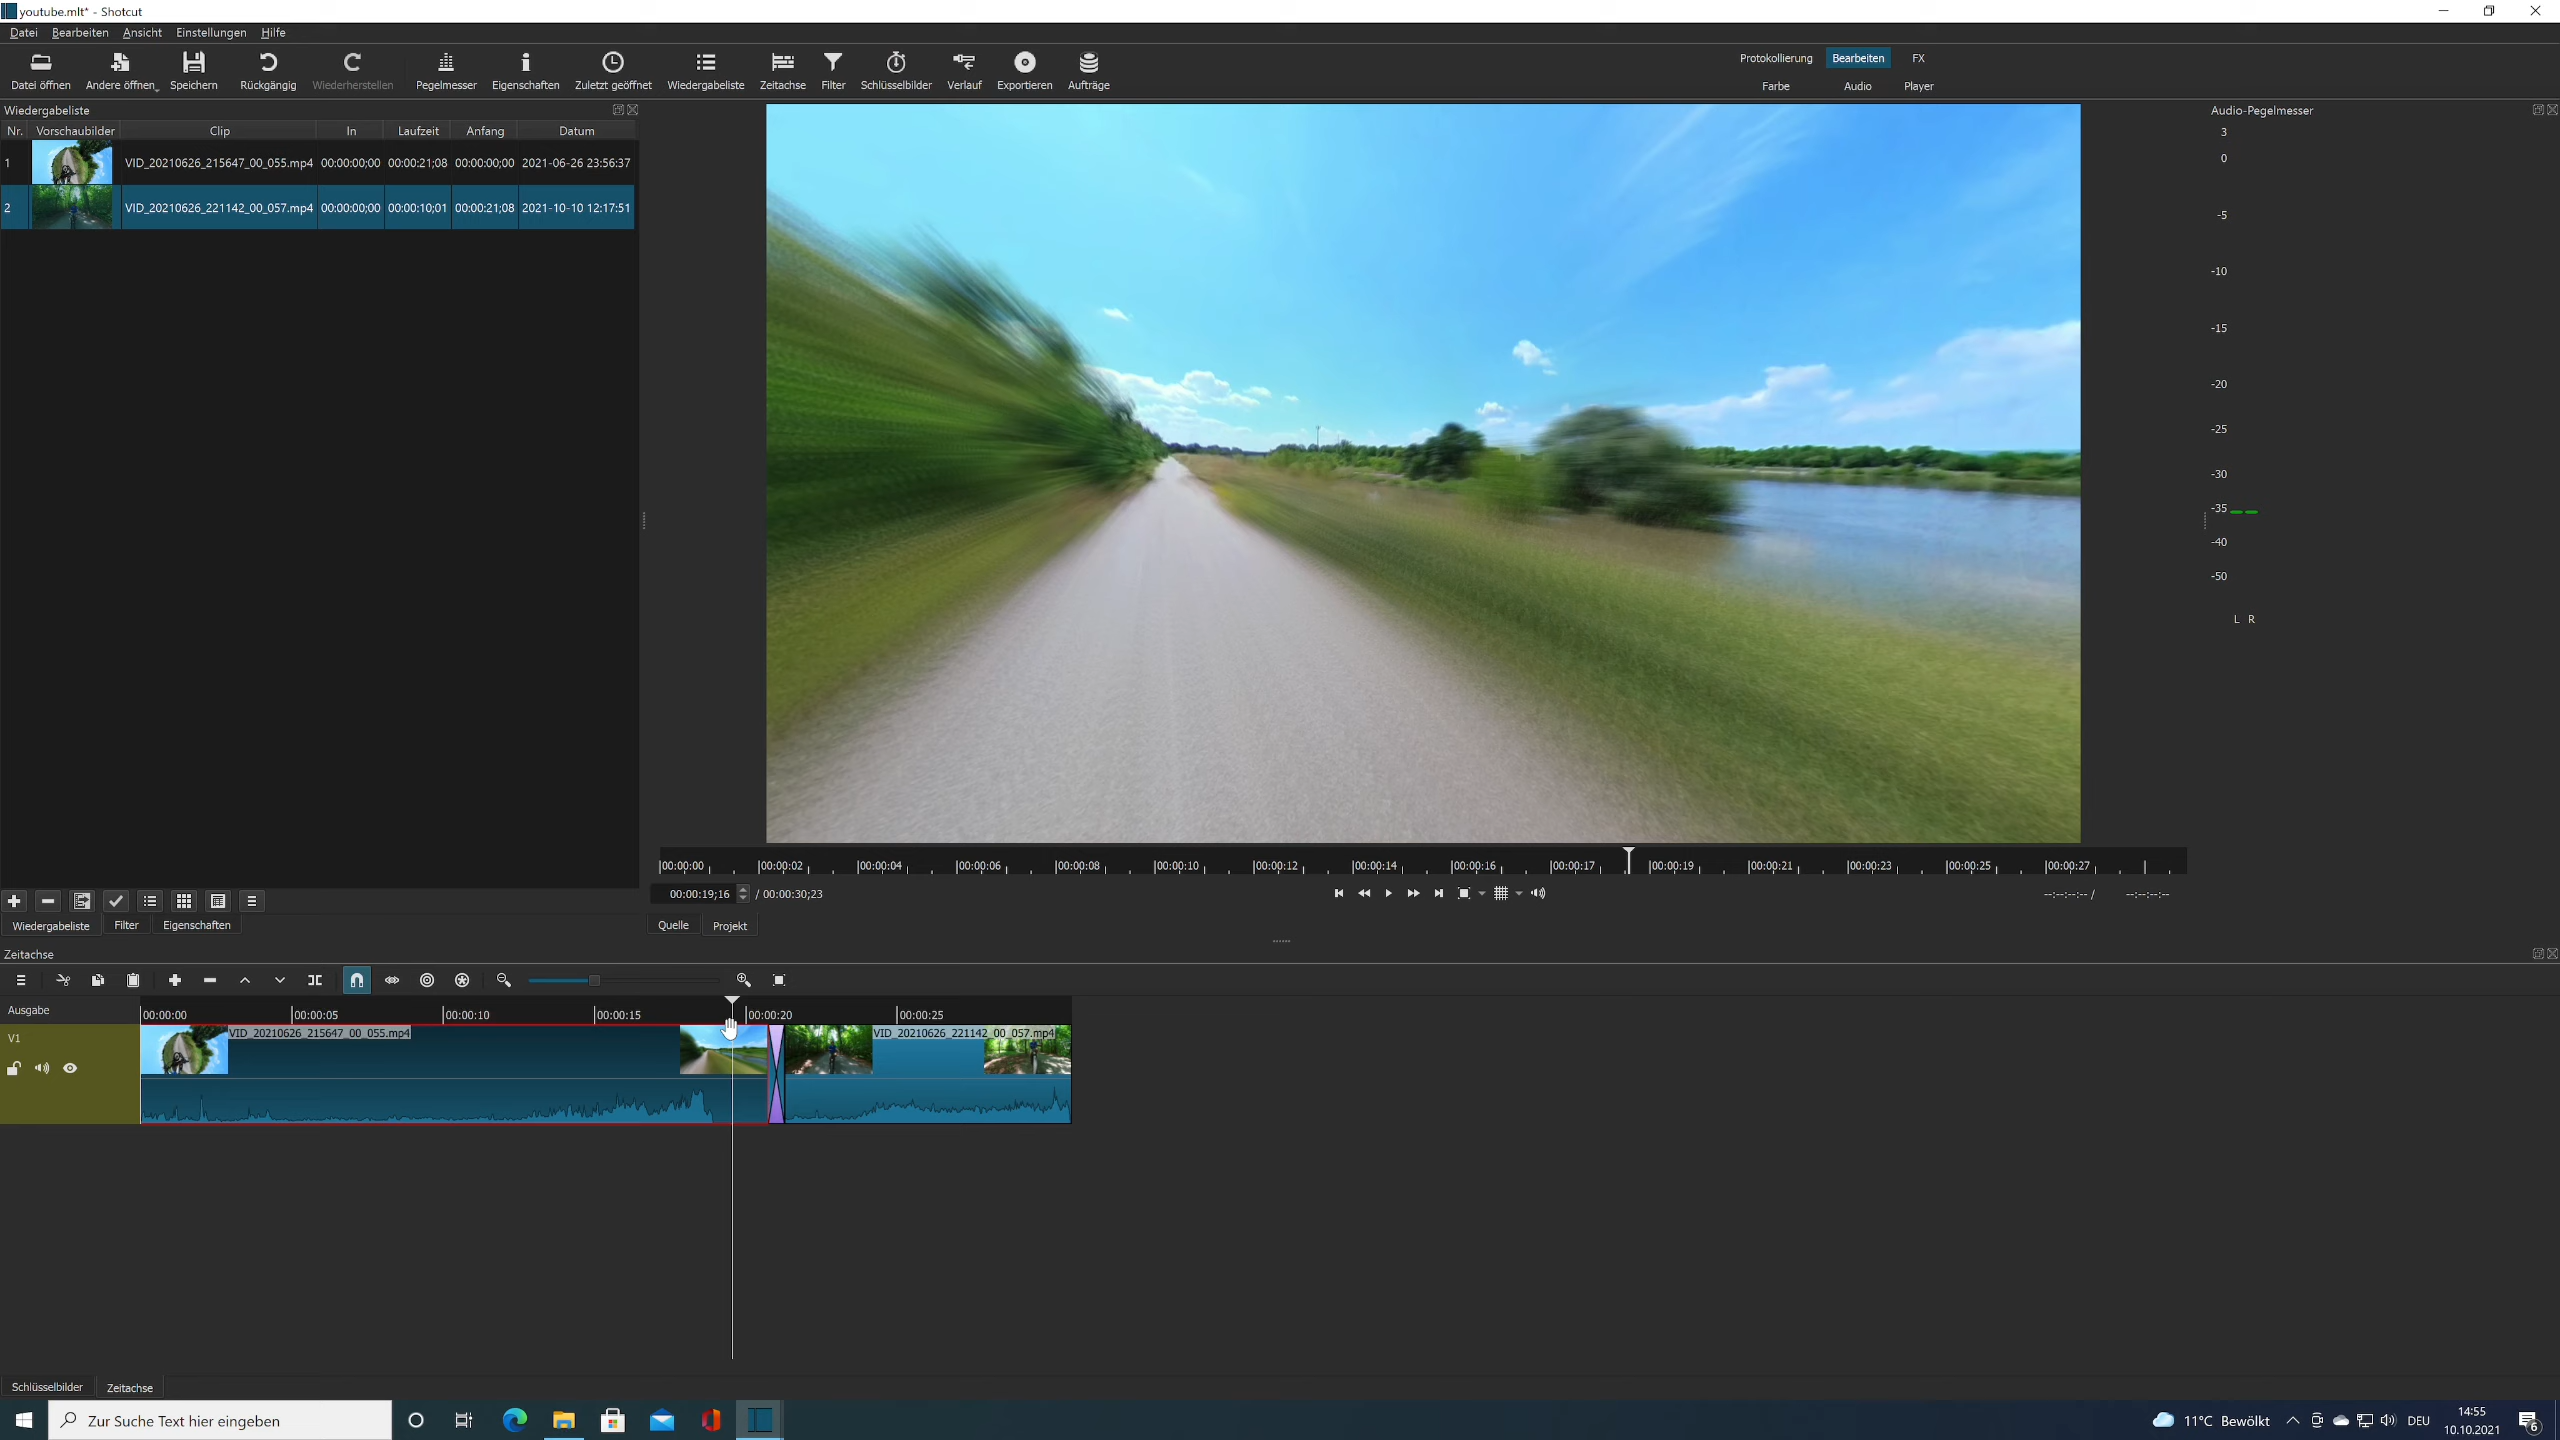 youtube.mlt* - Shotcut
Datei Bearbeiten Ansicht Einstellungen Hilfe
Datei öffnen Andere öffnen Speichern Rückgängig Wiederherstellen Pegelmesser Eigenschaften Zuletzt geöffnet Wiedergabeliste Zeitachse Filter Schlüsselbilder Verlauf Exportieren Aufträge
Protokollierung Bearbeiten FX
Farbe Audio Player
Wiedergabeliste
Nr. Vorschaubilder Clip In Laufzeit Anfang Datum
1 VID_20210626_215647_00_055.mp4 00:00:00;00 00:00:21;08 00:00:00;00 2021-06-26 23:56:37
2 VID_20210626_221142_00_057.mp4 00:00:00;00 00:00:10;01 00:00:21;08 2021-10-10 12:17:51
Audio-Pegelmesser
3
0
-5
-10
-15
-20
-25
-30
-35
-40
-50
L R
00:00:00 00:00:02 00:00:04 00:00:06 00:00:08 00:00:10 00:00:12 00:00:14 00:00:16 00:00:17 00:00:19 00:00:21 00:00:23 00:00:25 00:00:27
00:00:19;16 / 00:00:30;23 --:--:--:-- / --:--:--:--
Wiedergabeliste Filter Eigenschaften
Quelle Projekt
Zeitachse
Ausgabe 00:00:00 00:00:05 00:00:10 00:00:15 00:00:20 00:00:25
V1 VID_20210626_215647_00_055.mp4 VID_20210626_221142_00_057.mp4
Schlüsselbilder Zeitachse
Zur Suche Text hier eingeben
11°C Bewölkt DEU
14:55
10.10.2021
6